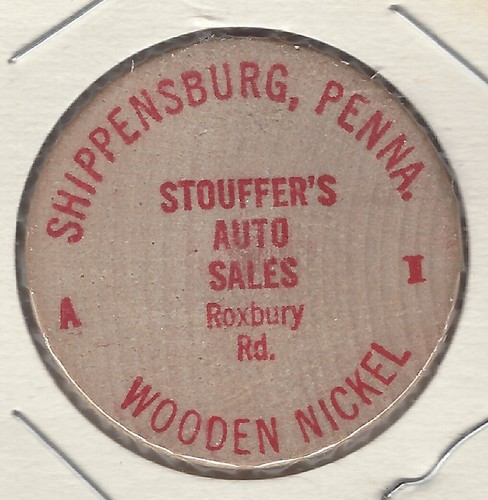 SHIPPENSBURG, PENNA.
STOUFFER'S
AUTO
SALES
Roxbury
Rd.
A
I
WOODEN NICKEL